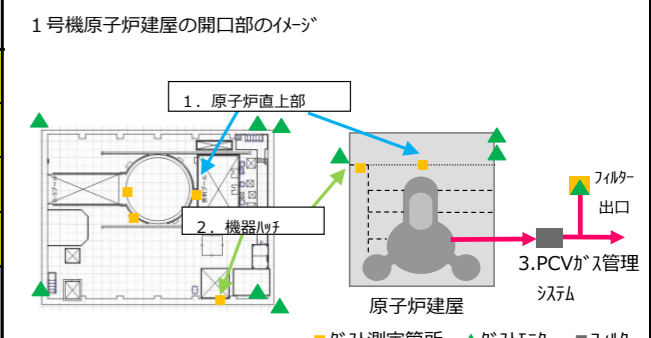 1号機原子炉建屋の開口部のｲﾒｰｼﾞ
1. 原子炉直上部
2. 機器ﾊｯﾁ
ﾌｨﾙﾀｰ
出口
3.PCVｶﾞｽ管理
ｼｽﾃﾑ
原子炉建屋